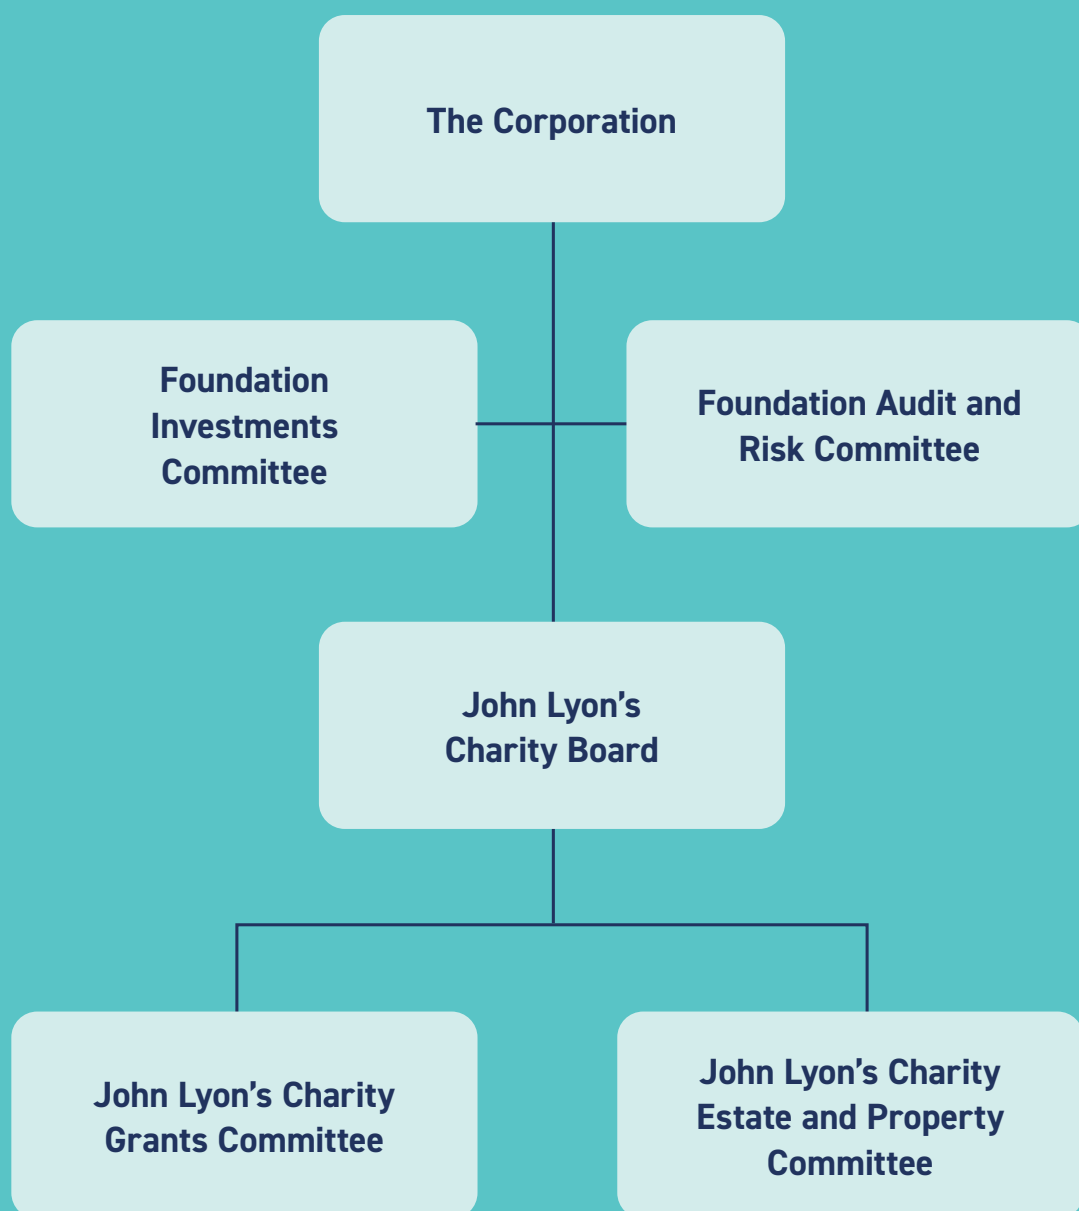 The Corporation
Foundation
Investments
Committee
Foundation Audit and
Risk Committee
John Lyon’s
Charity Board
John Lyon’s Charity
Grants Committee
John Lyon’s Charity
Estate and Property
Committee